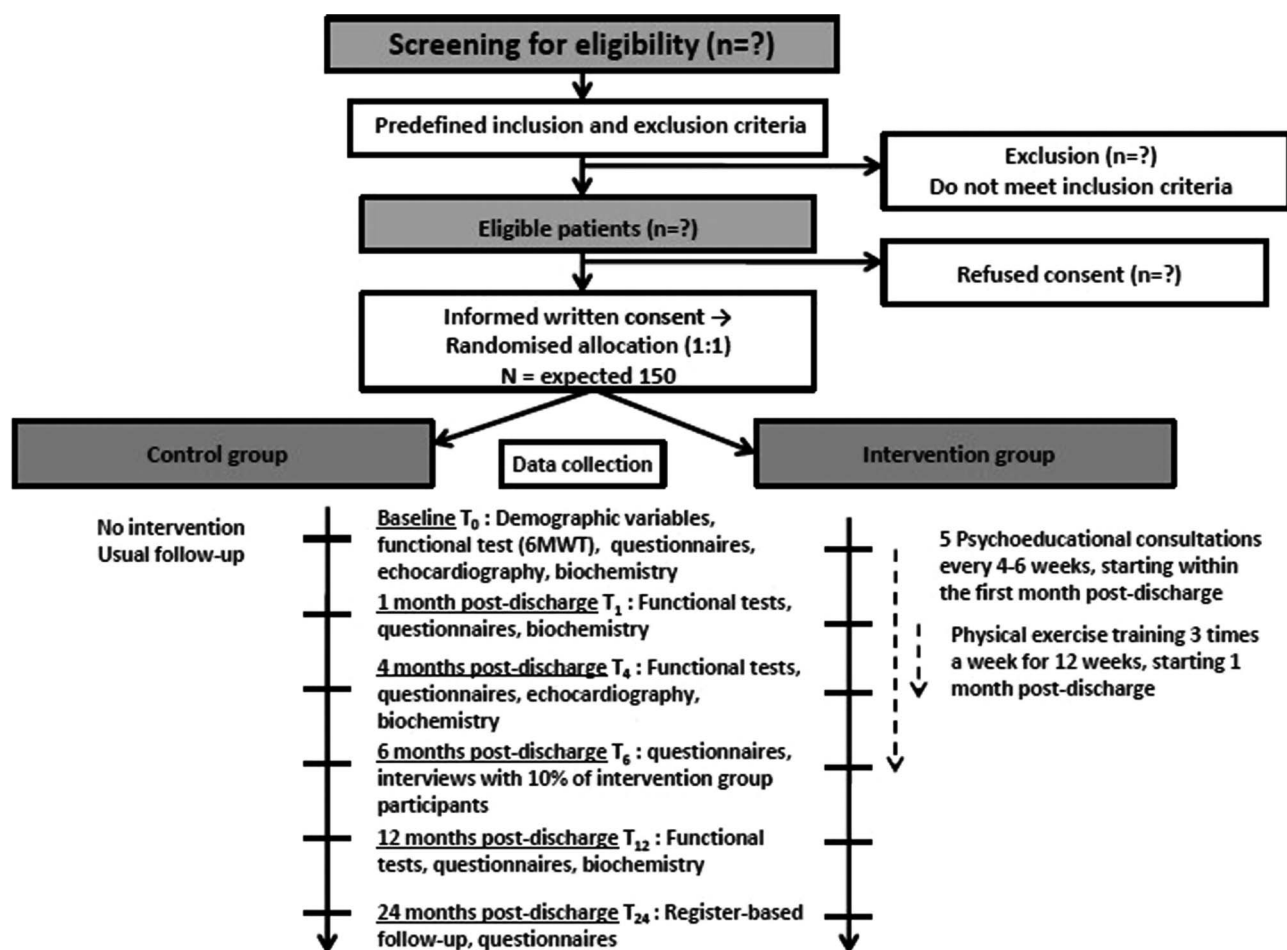 Screening for eligibility (n=?)
Predefined inclusion and exclusion criteria
Exclusion (n=?)
Do not meet inclusion criteria
Eligible patients (n=?)
Refused consent (n=?)
Informed written consent →
Randomised allocation (1:1)
N = expected 150
Control group
Data collection
Intervention group
No intervention
Usual follow-up
Baseline T0 : Demographic variables,
functional test (6MWT), questionnaires,
echocardiography, biochemistry
1 month post-discharge T1 : Functional tests,
questionnaires, biochemistry
4 months post-discharge T4 : Functional tests,
questionnaires, echocardiography,
biochemistry
6 months post-discharge T6 : questionnaires,
interviews with 10% of intervention group
participants
12 months post-discharge T12 : Functional
tests, questionnaires, biochemistry
24 months post-discharge T24 : Register-based
follow-up, questionnaires
5 Psychoeducational consultations
every 4-6 weeks, starting within
the first month post-discharge
Physical exercise training 3 times
a week for 12 weeks, starting 1
month post-discharge